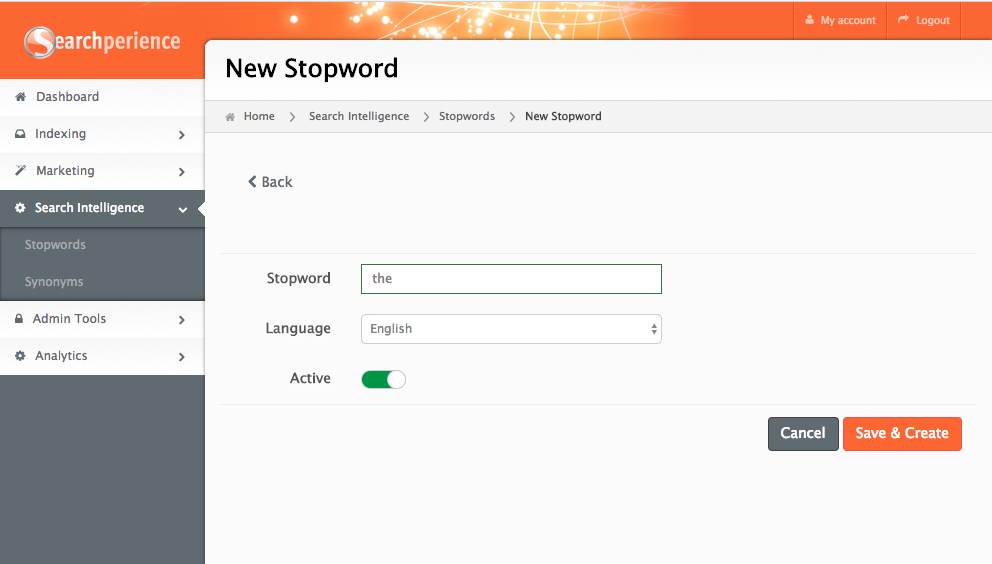 My account
Logout
Searchperience
New Stopword
Dashboard
Home
Search Intelligence
Stopwords
New Stopword
Indexing
Marketing
Back
Search Intelligence
Stopwords
Synonyms
Stopword
the
Admin Tools
Language
English
Analytics
Active
Cancel
Save & Create